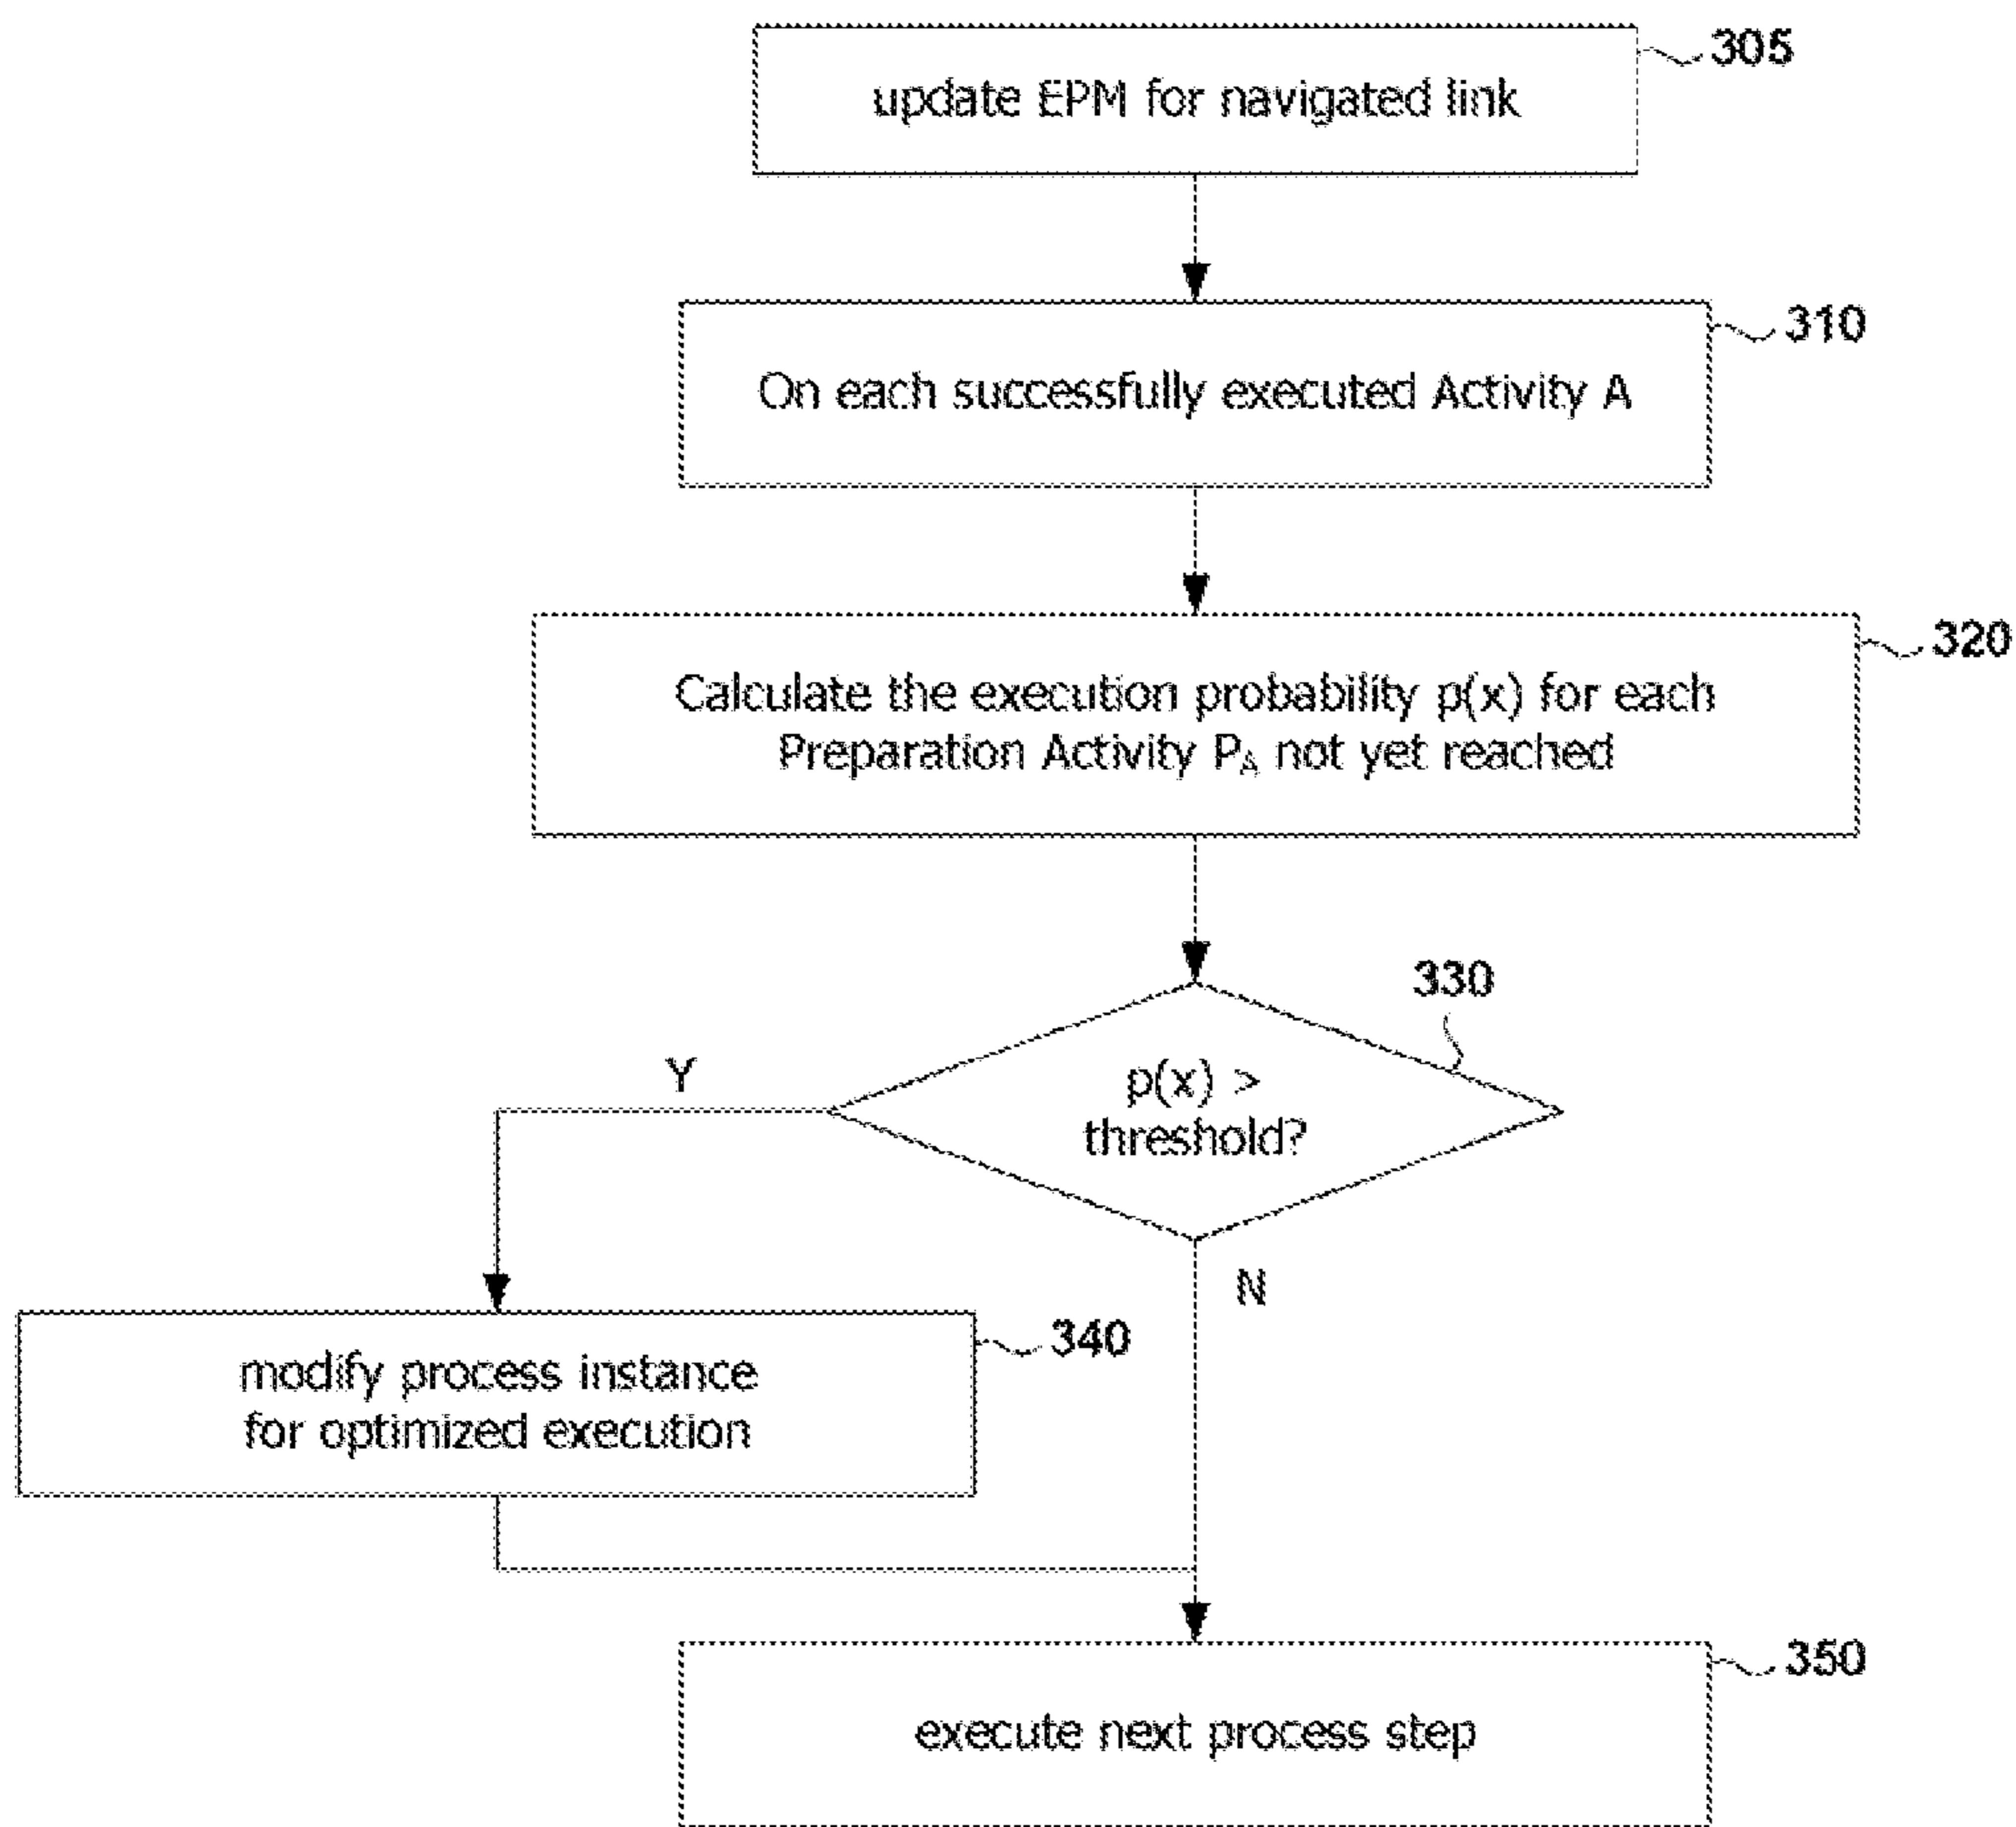 305
update EPM for navigated link
310
On each successfully executed Activity A
320
Calculate the execution probability p(x) for each
Preparation Activity PA not yet reached
330
Y
p(x) >
threshold?
N
340
modify process instance
for optimized execution
350
execute next process step